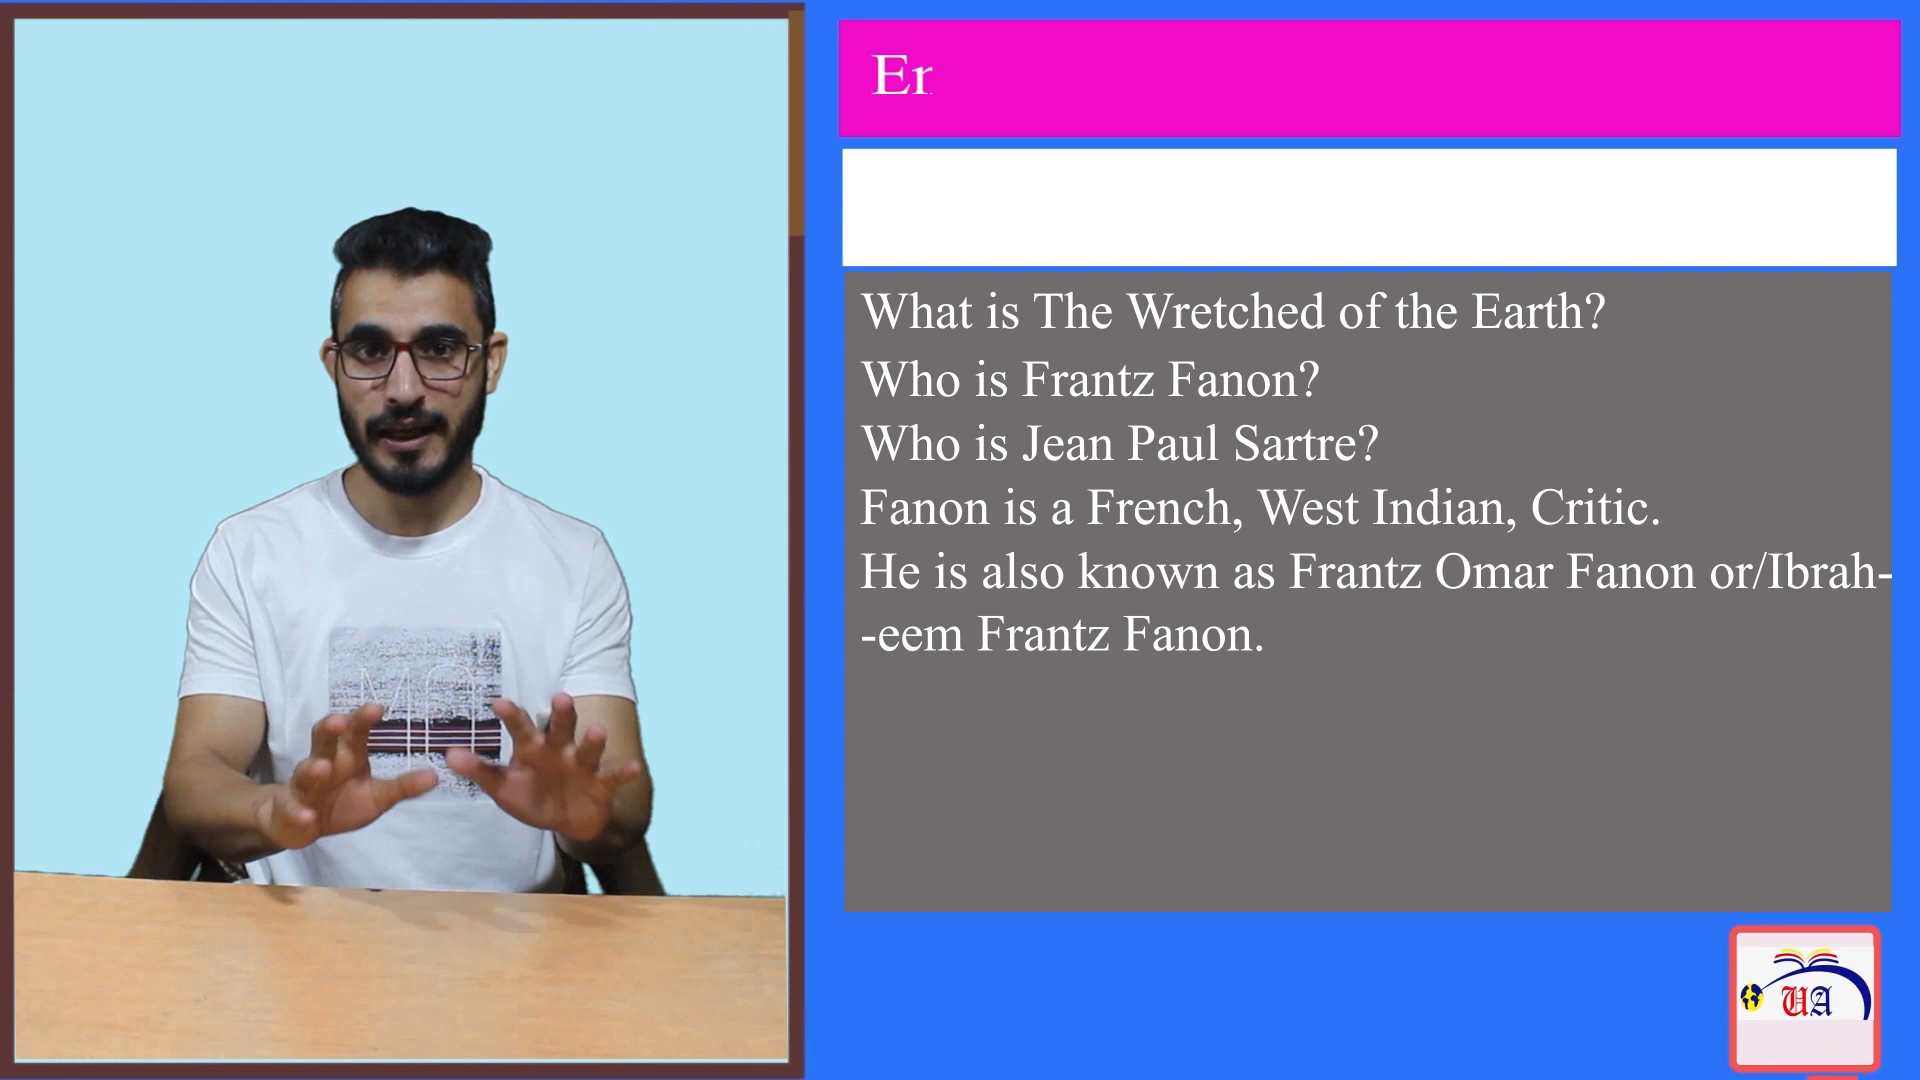 Er
What is The Wretched of the Earth?
Who is Frantz Fanon?
Who is Jean Paul Sartre?
Fanon is a French, West Indian, Critic.
He is also known as Frantz Omar Fanon or/Ibrah-
-eem Frantz Fanon.
UA